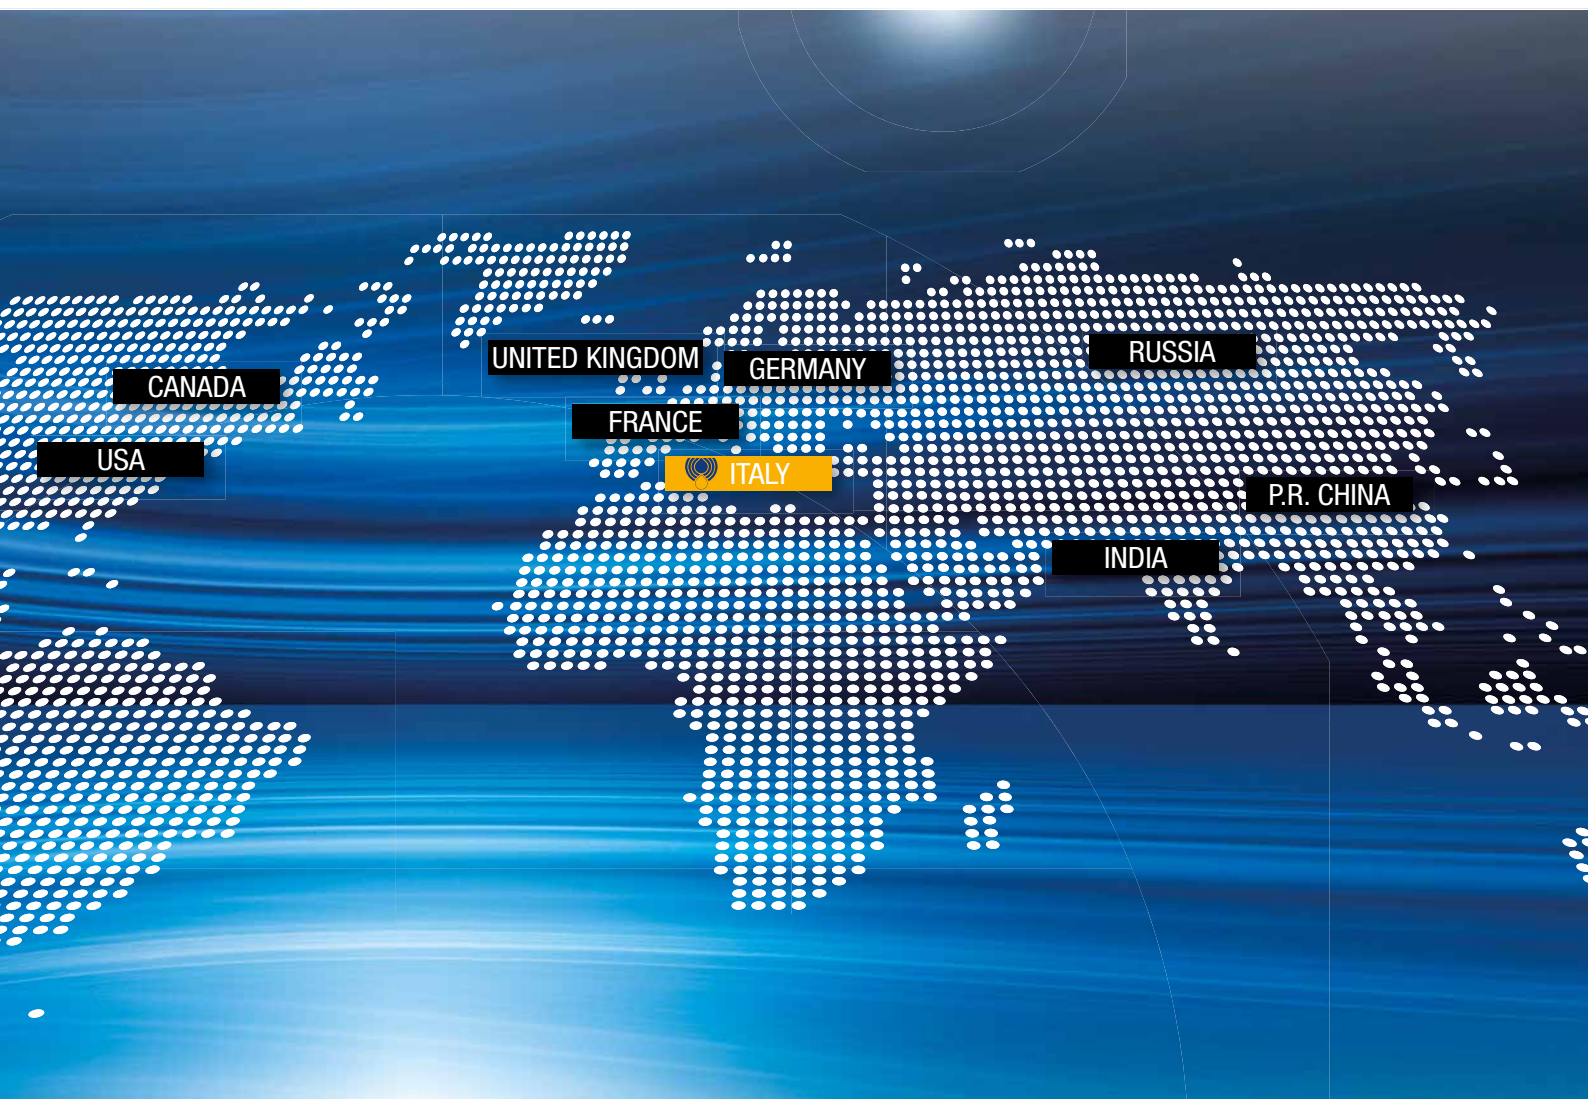 UNITED KINGDOM
GERMANY
RUSSIA
CANADA
FRANCE
USA
ITALY
P.R. CHINA
INDIA